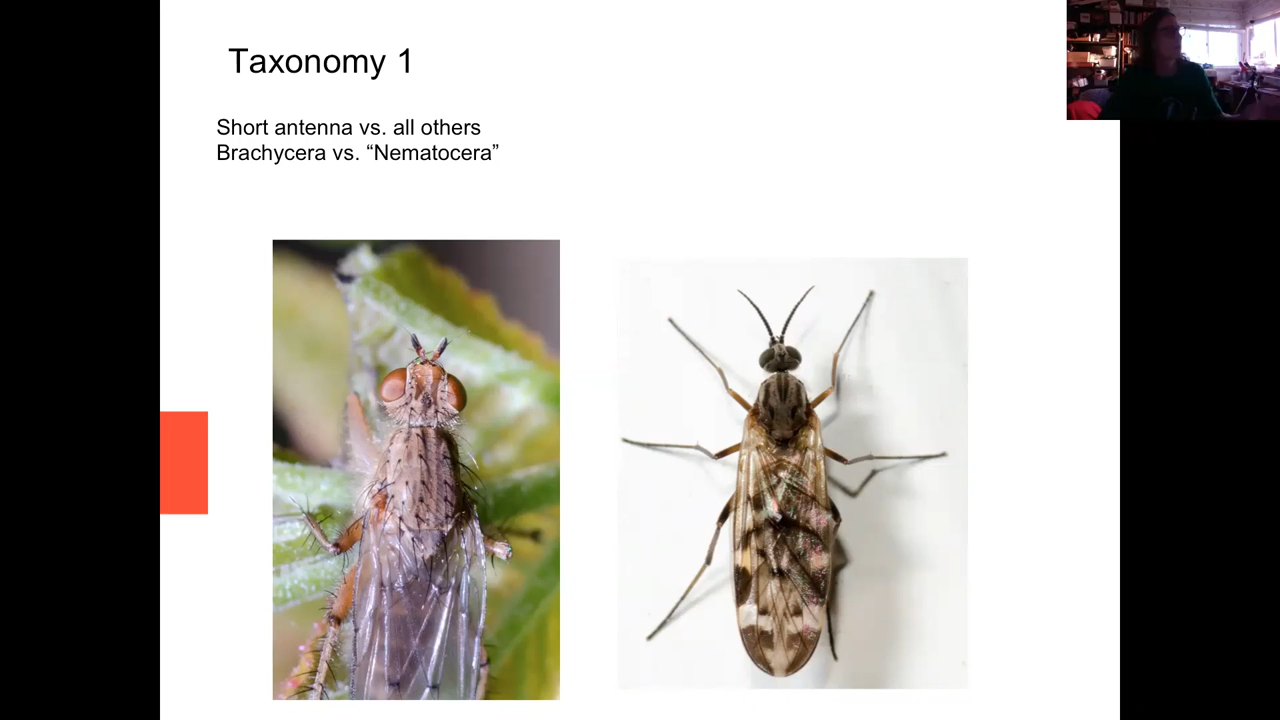 Taxonomy 1
Short antenna vs. all others
Brachycera vs. “Nematocera”